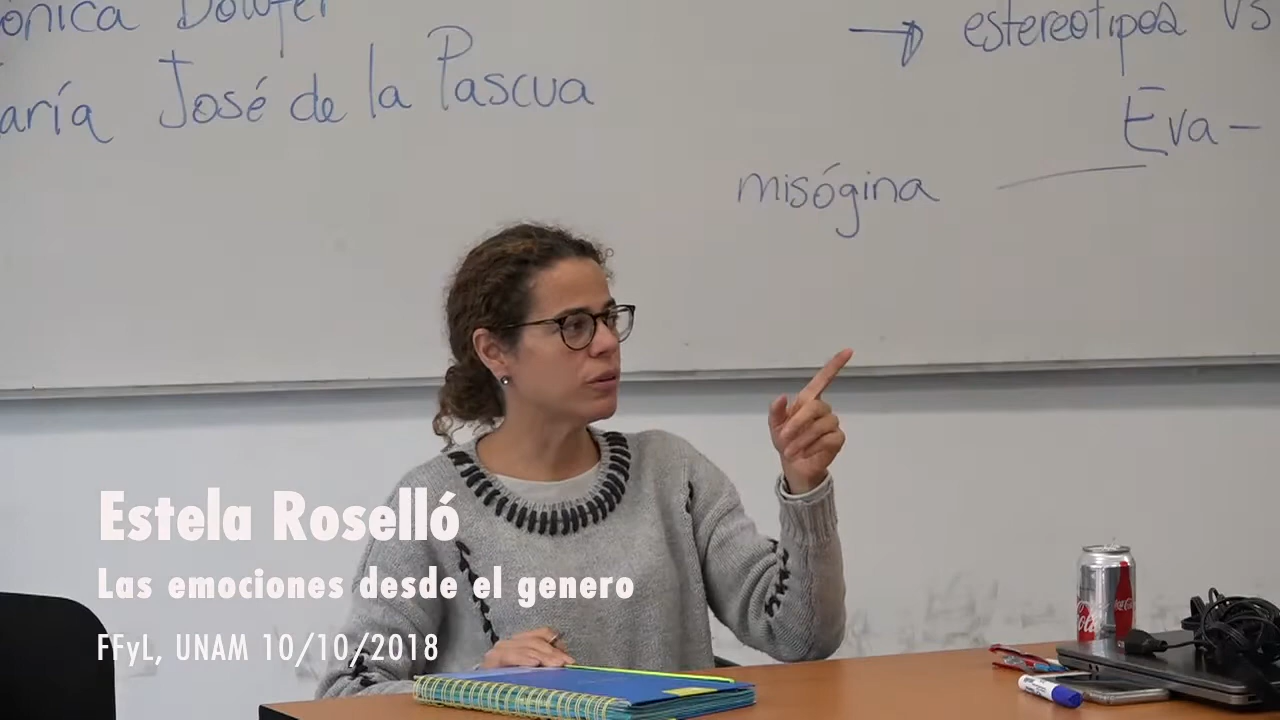 José de la Pascua
estereotipos vs
Eva-
misógina
Estela Roselló
Las emociones desde el genero
FFyL, UNAM 10/10/2018